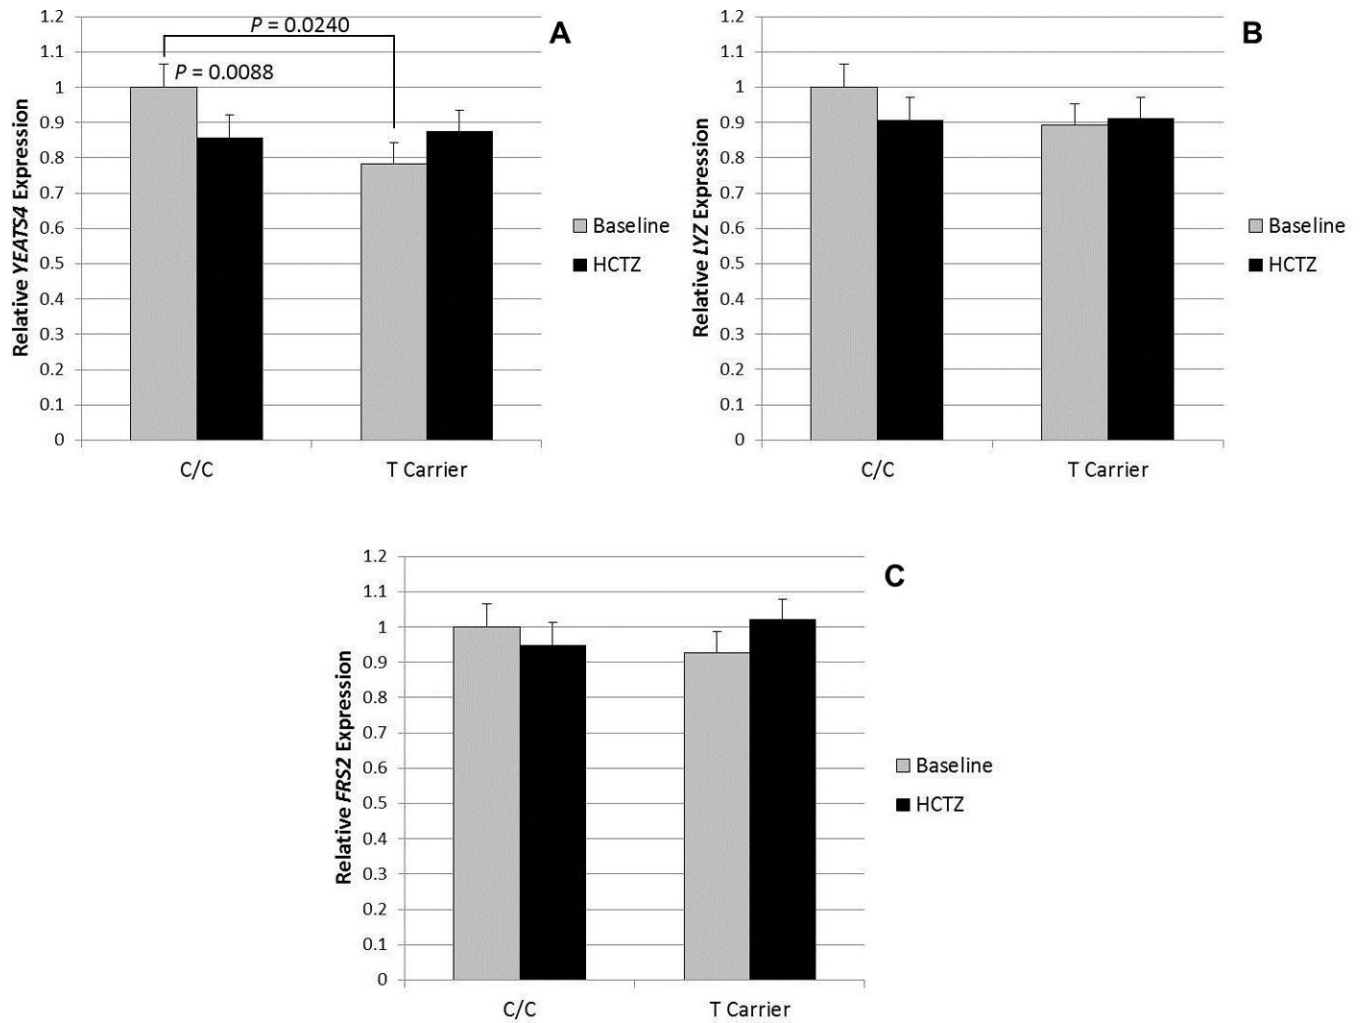 A
P = 0.0240
P = 0.0088
Relative YEATS4 Expression
1.2
1.1
1
0.9
0.8
0.7
0.6
0.5
0.4
0.3
0.2
0.1
0
C/C T Carrier
Baseline
HCTZ
B
Relative LYZ Expression
1.2
1.1
1
0.9
0.8
0.7
0.6
0.5
0.4
0.3
0.2
0.1
0
C/C T Carrier
Baseline
HCTZ
C
Relative FRS2 Expression
1.2
1.1
1
0.9
0.8
0.7
0.6
0.5
0.4
0.3
0.2
0.1
0
C/C T Carrier
Baseline
HCTZ